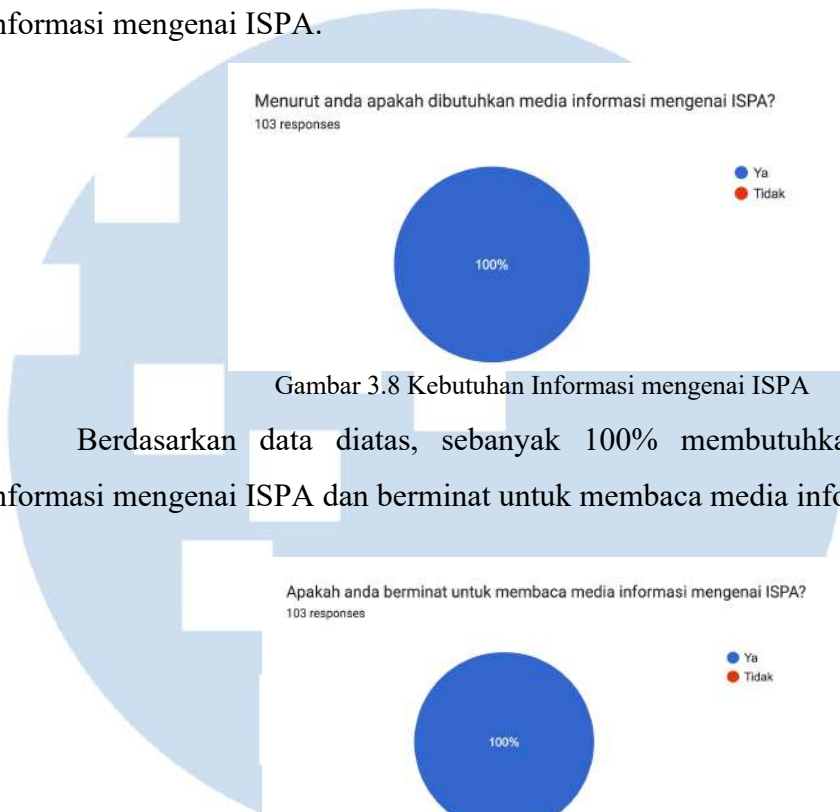 nformasi mengenai ISPA.
Menurut anda apakah dibutuhkan media informasi mengenai ISPA?
103 responses
Ya
Tidak
100%
Gambar 3.8 Kebutuhan Informasi mengenai ISPA
Berdasarkan data diatas, sebanyak 100% membutuhka
nformasi mengenai ISPA dan berminat untuk membaca media info
Apakah anda berminat untuk membaca media informasi mengenai ISPA?
103 responses
Ya
Tidak
100%